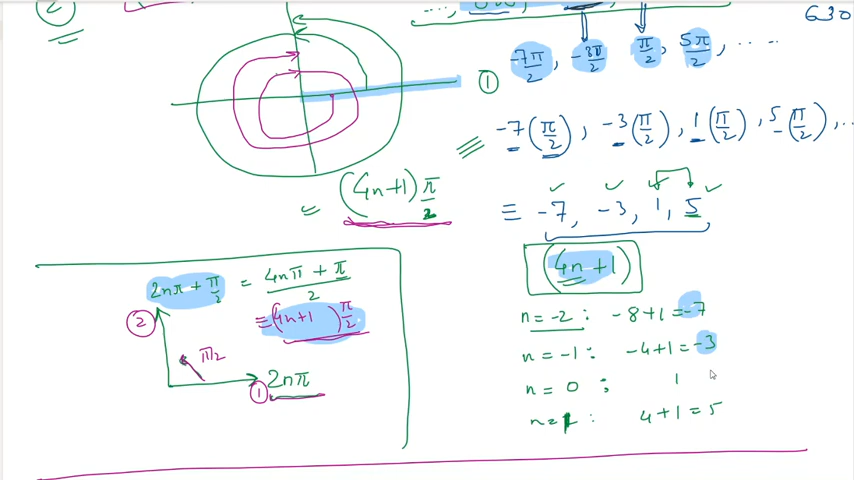 ②
630
-7π/2, -3π/2, π/2, 5π/2, ....
①
-7(π/2), -3(π/2), 1(π/2), 5(π/2), ..
= (4n+1)π/2
≡ -7, -3, 1, 5
(4n+1)
2nπ + π/2 = (4nπ + π)/2
≡ (4n+1)π/2
②
π/2
① 2nπ
n = -2 : -8+1 = -7
n = -1 : -4+1 = -3
n = 0 : 1
n = 1 : 4+1 = 5